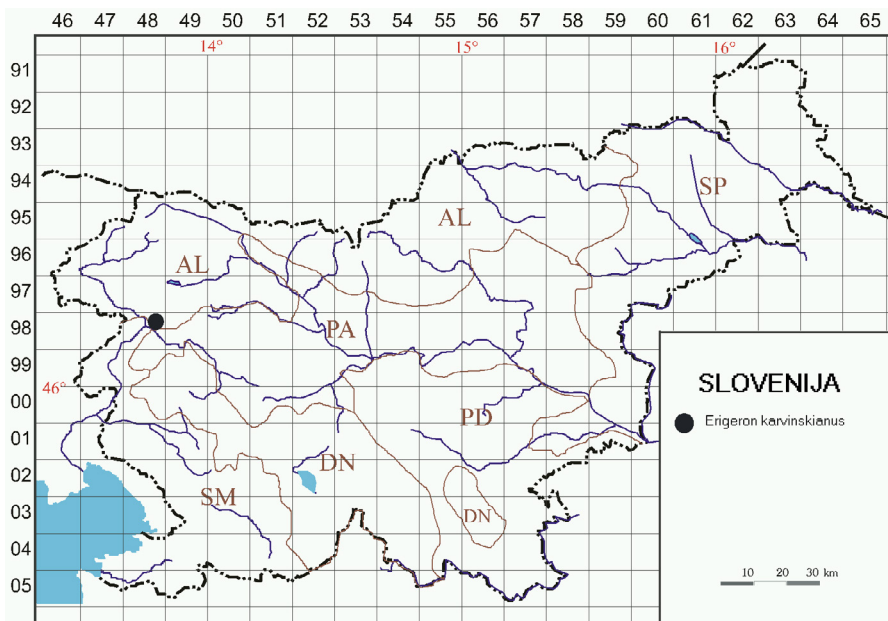 46 47 48 49 50 51 52 53 54 55 56 57 58 59 60 61 62 63 64 65
14° 15° 16°
91
92
93
94
SP
95
AL
96
AL
97
98
PA
99
46°
SLOVENIJA
00
PD
Erigeron karvinskianus
01
02
DN
03
SM
DN
04
05
10 20 30 km